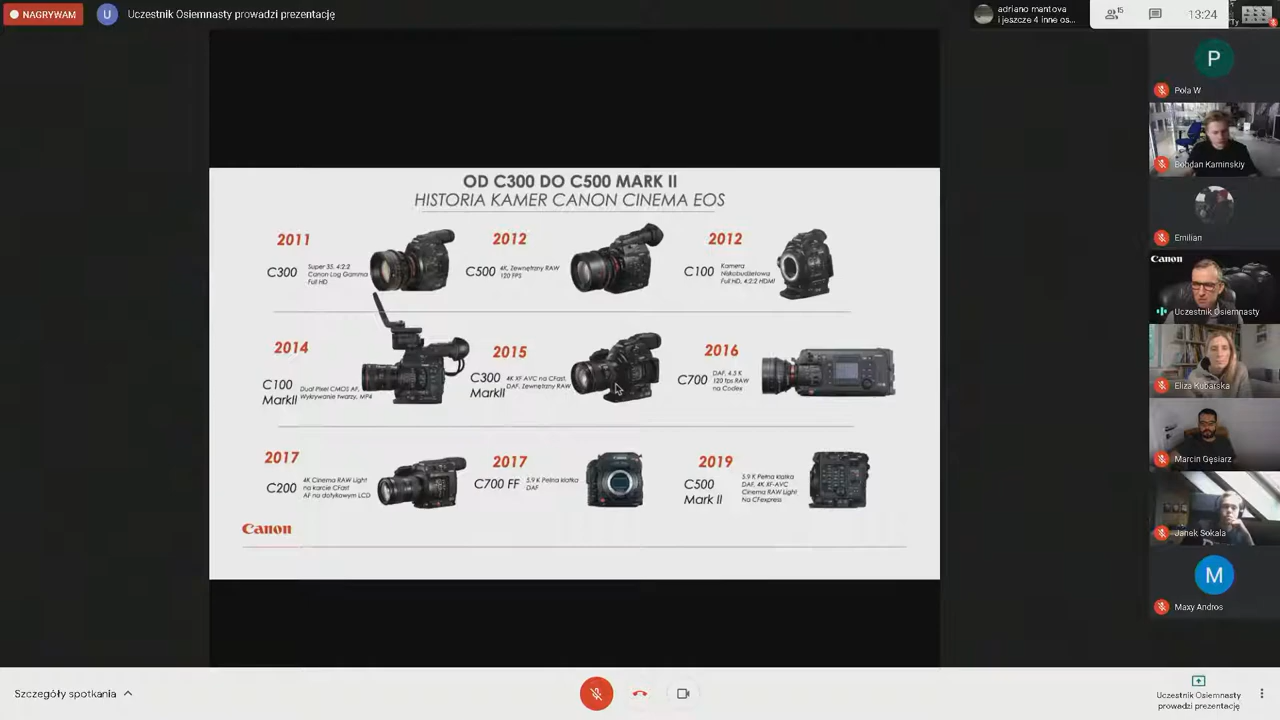 NAGRYWAM
U
Uczestnik Osiemnasty prowadzi prezentację
adriano mantova
i jeszcze 4 inne os...
15
13:24
OD C300 DO C500 MARK II
HISTORIA KAMER CANON CINEMA EOS
2011
C300
Super 35, 4:2:2
Canon Log Gamma
Full HD
2012
C500
4K, Zewnętrzny RAW
120 FPS
2012
C100
Kamera
Niskobudżetowa
Full HD, 4:2:2 HDMI
2014
C100
MarkII
Dual Pixel CMOS AF,
Wykrywanie twarzy, MP4
2015
C300
MarkII
4K XF AVC na CFast,
DAF, Zewnętrzny RAW
2016
C700
DAF, 4,5 K
120 fps RAW
na Codex
2017
C200
4K Cinema RAW Light
na karcie CFast
AF na dotykowym LCD
2017
C700 FF
5.9 K Pełna klatka
DAF
2019
C500
Mark II
5.9 K Pełna klatka
DAF, 4K XF-AVC
Cinema RAW Light
Na CFexpress
Canon
P
Pola W
Bohdan Kaminskiy
Emilian
Canon
Uczestnik Osiemnasty
Eliza Kubarska
Marcin Gęsiarz
Janek Sokala
M
Maxy Andros
Szczegóły spotkania
Uczestnik Osiemnasty
prowadzi prezentację